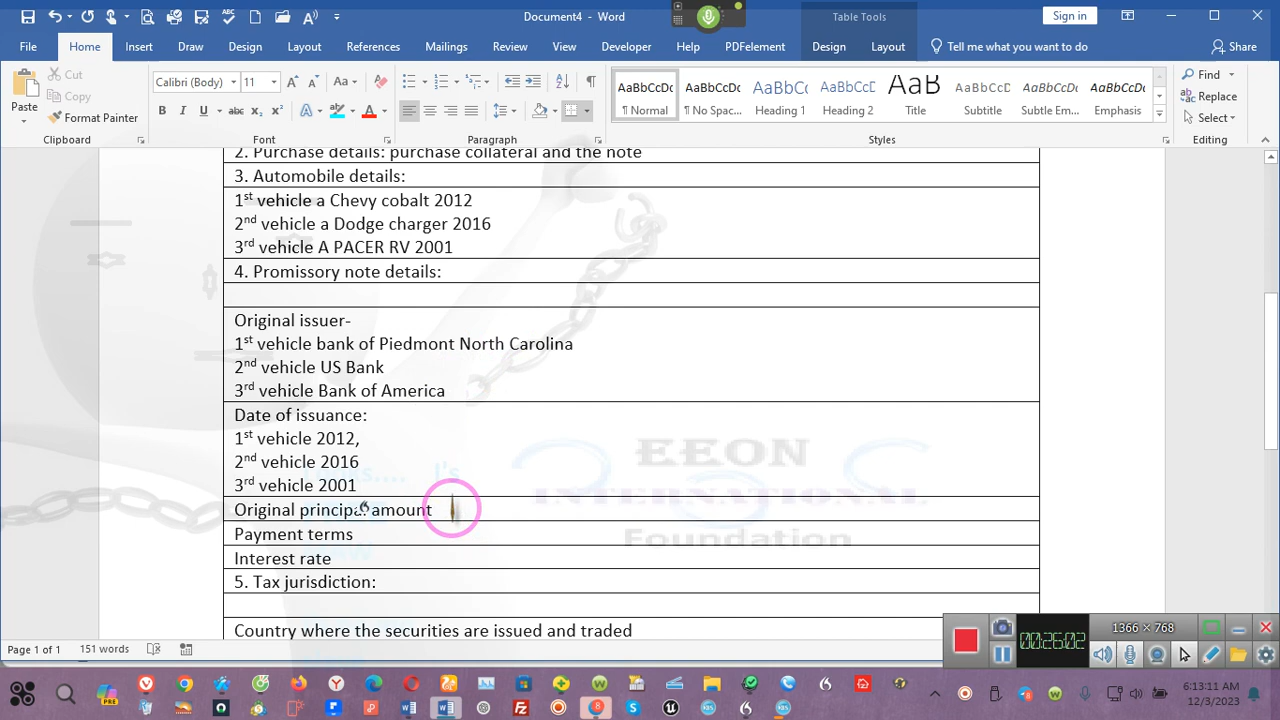 Document4 - Word
Table Tools
Sign in
File Home Insert Draw Design Layout References Mailings Review View Developer Help PDFelement Design Layout Tell me what you want to do Share
Paste
Cut
Copy
Format Painter
Clipboard
Calibri (Body) 11
Font
Paragraph
AaBbCcDc AaBbCcDc AaBbCc AaBbCcD AaB AaBbCcD AaBbCcDc AaBbCcDc
¶ Normal ¶ No Spac... Heading 1 Heading 2 Title Subtitle Subtle Em... Emphasis
Styles
Find
Replace
Select
Editing
2. Purchase details: purchase collateral and the note
3. Automobile details:
1st vehicle a Chevy cobalt 2012
2nd vehicle a Dodge charger 2016
3rd vehicle A PACER RV 2001
4. Promissory note details:
Original issuer-
1st vehicle bank of Piedmont North Carolina
2nd vehicle US Bank
3rd vehicle Bank of America
Date of issuance:
1st vehicle 2012,
2nd vehicle 2016
3rd vehicle 2001
Original principal amount
Payment terms
Interest rate
5. Tax jurisdiction:
Country where the securities are issued and traded
EEON
INTERNATIONAL
Foundation
Page 1 of 1 151 words
1366 × 768
00:26:02
6:13:11 AM
12/3/2023